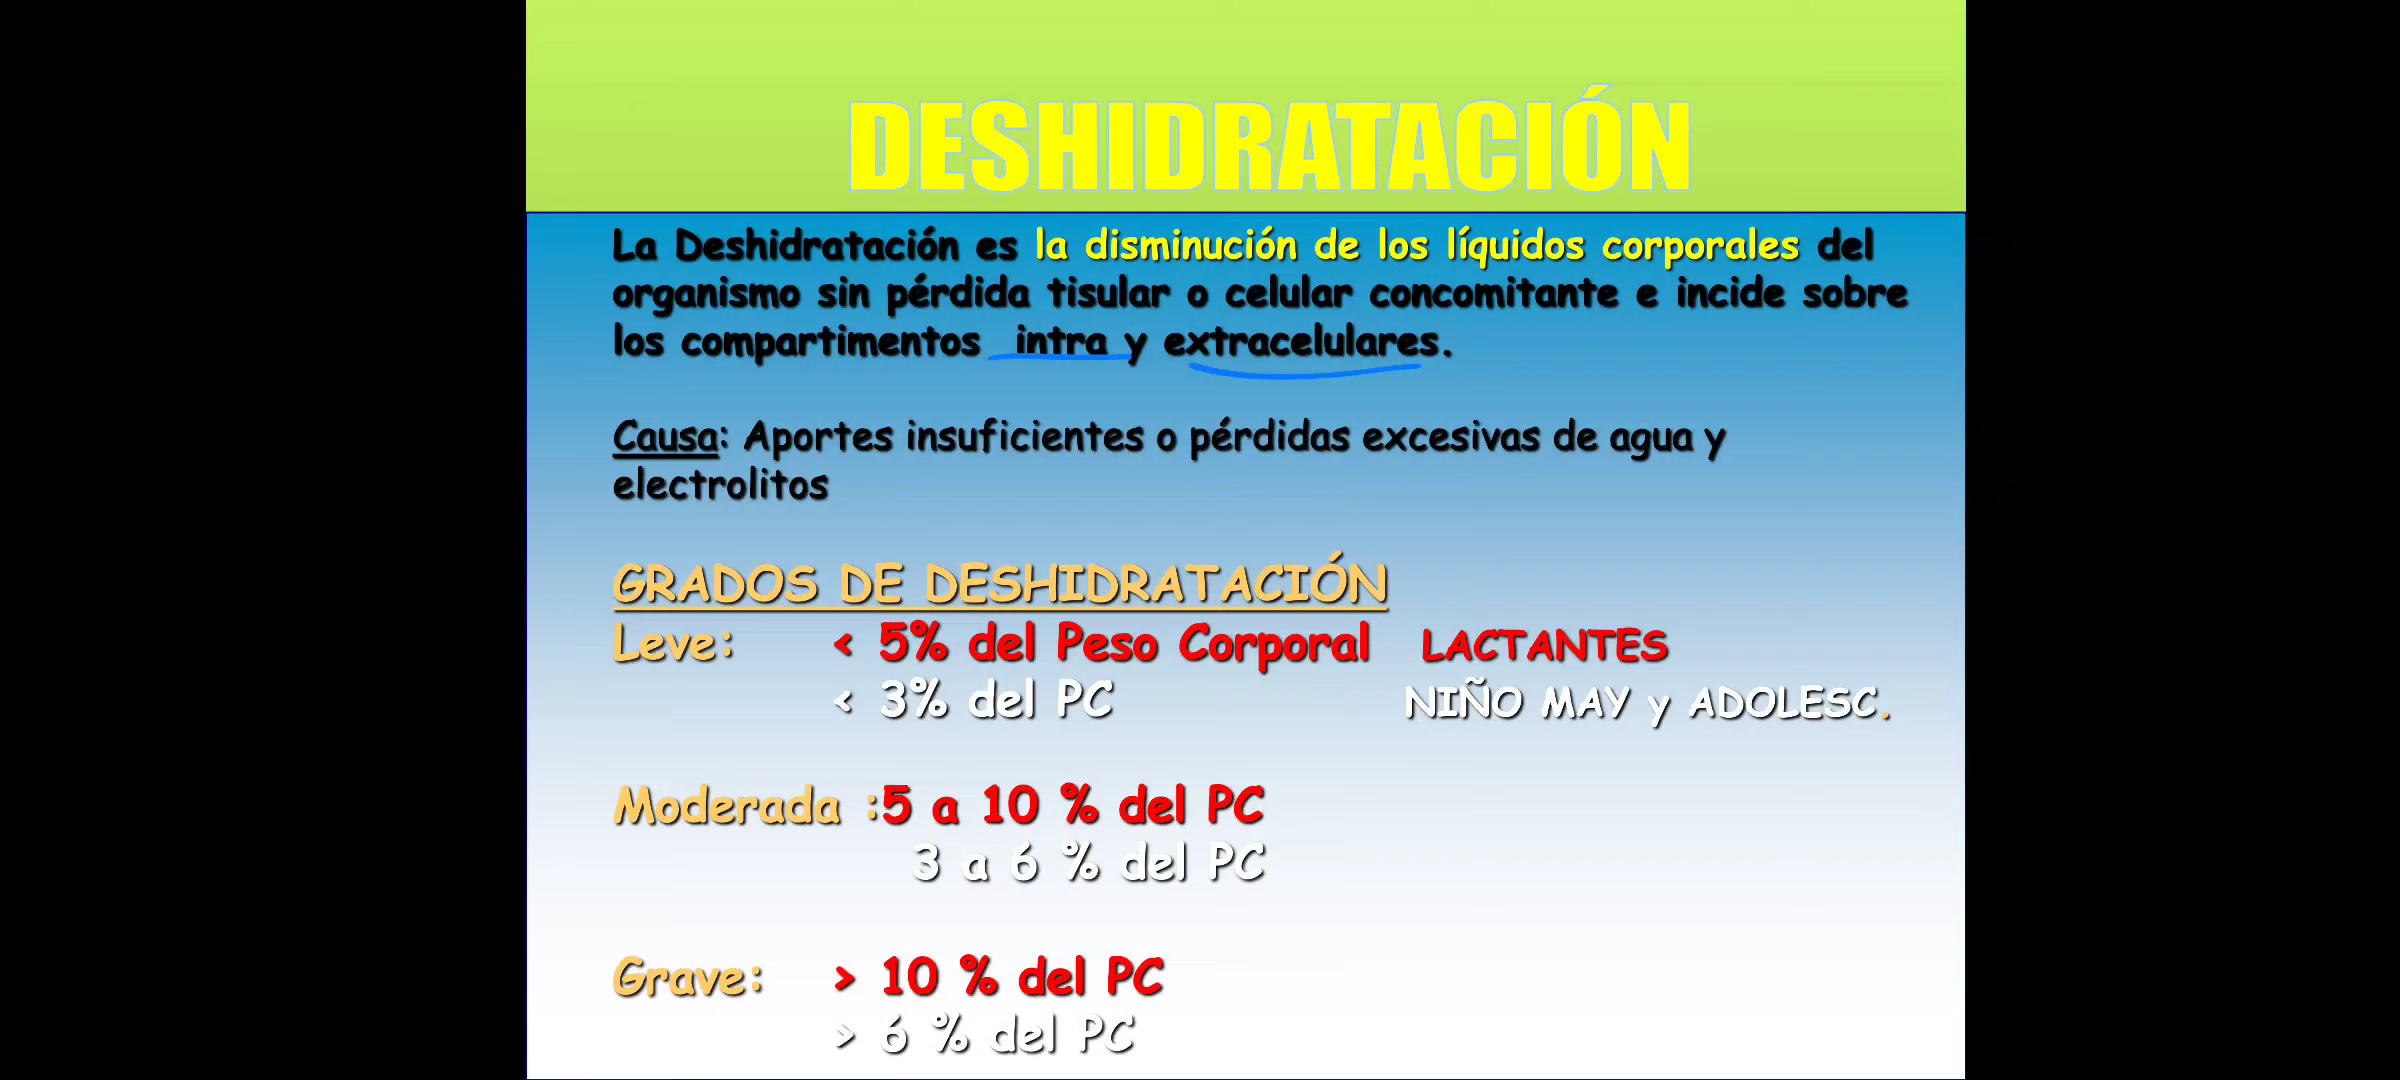 DESHIDRATACIÓN
La Deshidratación es la disminución de los líquidos corporales del
organismo sin pérdida tisular o celular concomitante e incide sobre
los compartimentos intra y extracelulares.
Causa: Aportes insuficientes o pérdidas excesivas de agua y
electrolitos
GRADOS DE DESHIDRATACIÓN
Leve: < 5% del Peso Corporal LACTANTES
< 3% del PC NIÑO MAY y ADOLESC.
Moderada :5 a 10 % del PC
3 a 6 % del PC
Grave: > 10 % del PC
> 6 % del PC